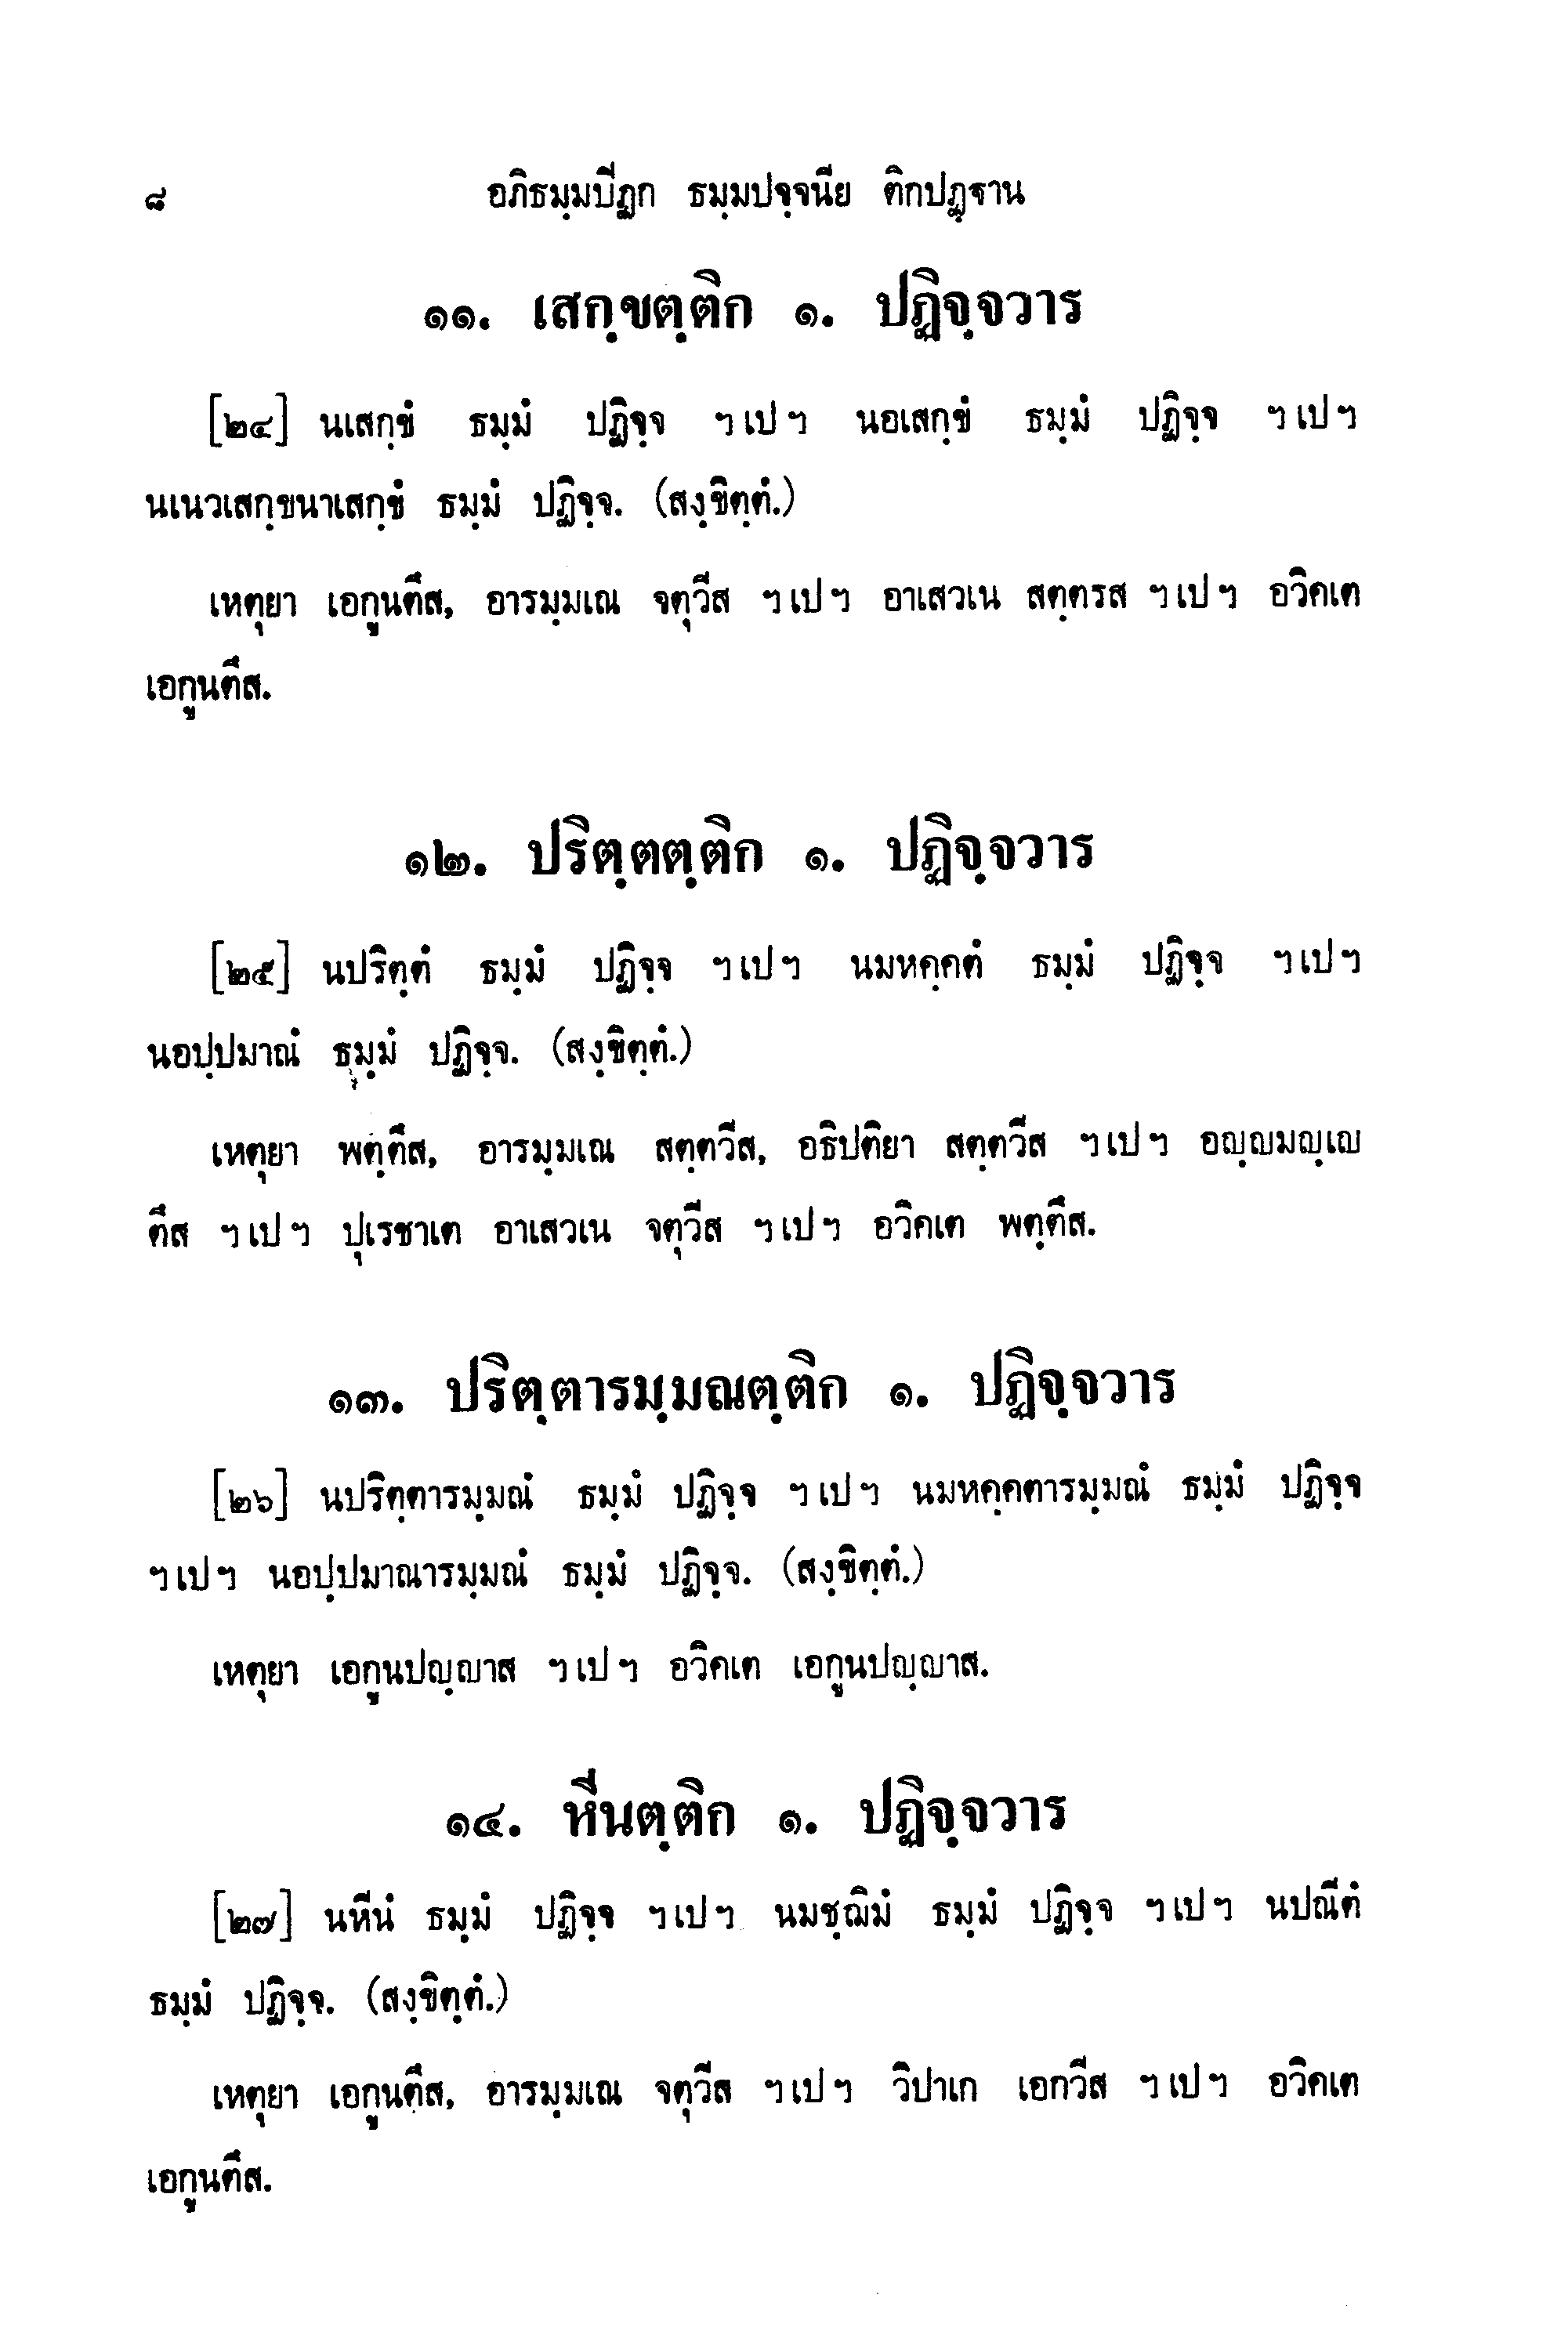 ๘ อภิธมฺมปีฏก ธมฺมปจฺจนีย ติกปฏฺฐาน
๑๑. เสกฺขตฺติก ๑. ปฏิจฺจวาร
[๒๔] นเสกฺขํ ธมฺมํ ปฏิจฺจ ฯ เป ฯ นอเสกฺขํ ธมฺมํ ปฏิจฺจ ฯ เป ฯ
นเนวเสกฺขนาเสกฺขํ ธมฺมํ ปฏิจฺจ. (สงฺขิตฺตํ.)
เหตุยา เอกูนตึส, อารมฺมเณ จตุวีส ฯ เป ฯ อาเสวเน สตฺตรส ฯ เป ฯ อวิคเต
เอกูนตึส.
๑๒. ปริตฺตตฺติก ๑. ปฏิจฺจวาร
[๒๕] นปริตฺตํ ธมฺมํ ปฏิจฺจ ฯ เป ฯ นมหคฺคตํ ธมฺมํ ปฏิจฺจ ฯ เป ฯ
นอปฺปมาณํ ธมฺมํ ปฏิจฺจ. (สงฺขิตฺตํ.)
เหตุยา พตฺตึส, อารมฺมเณ สตฺตวีส, อธิปติยา สตฺตวีส ฯ เป ฯ อญฺญมญฺเญ
ตึส ฯ เป ฯ ปุเรชาเต อาเสวเน จตุวีส ฯ เป ฯ อวิคเต พตฺตึส.
๑๓. ปริตฺตารมฺมณตฺติก ๑. ปฏิจฺจวาร
[๒๖] นปริตฺตารมฺมณํ ธมฺมํ ปฏิจฺจ ฯ เป ฯ นมหคฺคตารมฺมณํ ธมฺมํ ปฏิจฺจ
ฯ เป ฯ นอปฺปมาณารมฺมณํ ธมฺมํ ปฏิจฺจ. (สงฺขิตฺตํ.)
เหตุยา เอกูนปญฺญาส ฯ เป ฯ อวิคเต เอกูนปญฺญาส.
๑๔. หีนตฺติก ๑. ปฏิจฺจวาร
[๒๗] นหีนํ ธมฺมํ ปฏิจฺจ ฯ เป ฯ นมชฺฌิมํ ธมฺมํ ปฏิจฺจ ฯ เป ฯ นปณีตํ
ธมฺมํ ปฏิจฺจ. (สงฺขิตฺตํ.)
เหตุยา เอกูนตึส, อารมฺมเณ จตุวีส ฯ เป ฯ วิปาเก เอกวีส ฯ เป ฯ อวิคเต
เอกูนตึส.